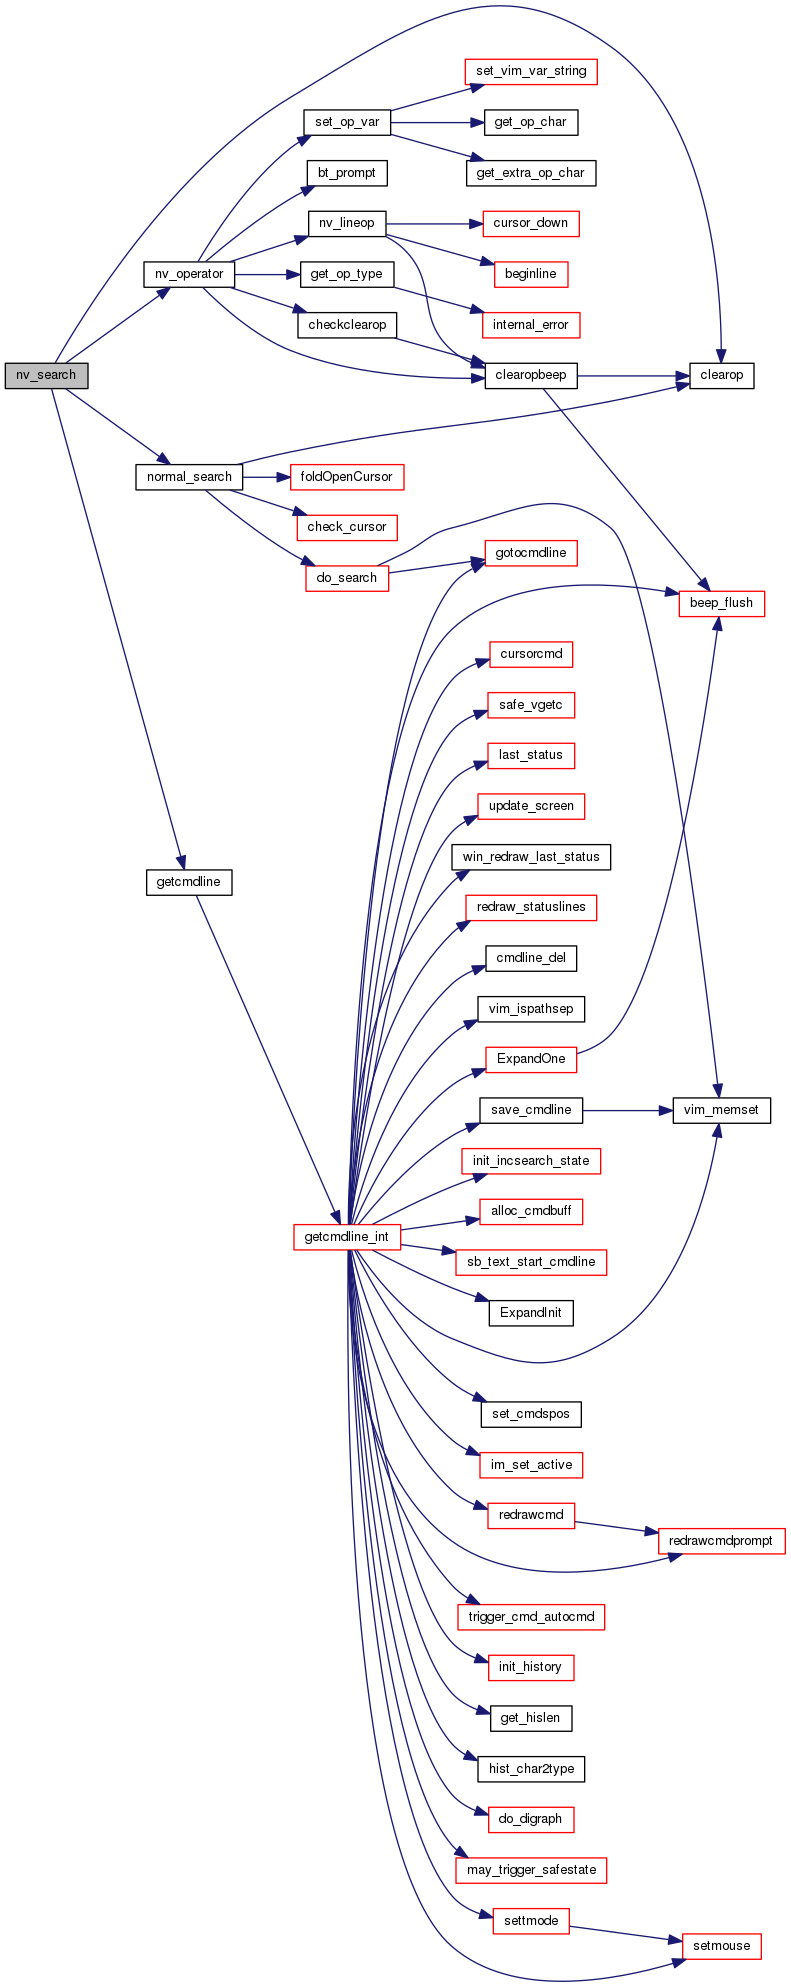 set_vim_var_string
set_op_var
get_op_char
bt_prompt
get_extra_op_char
nv_lineop
cursor_down
nv_operator
get_op_type
beginline
checkclearop
internal_error
nv_search
clearopbeep
clearop
normal_search
foldOpenCursor
check_cursor
do_search
gotocmdline
beep_flush
cursorcmd
safe_vgetc
last_status
update_screen
win_redraw_last_status
getcmdline
redraw_statuslines
cmdline_del
vim_ispathsep
ExpandOne
save_cmdline
vim_memset
init_incsearch_state
alloc_cmdbuff
getcmdline_int
sb_text_start_cmdline
ExpandInit
set_cmdspos
im_set_active
redrawcmd
redrawcmdprompt
trigger_cmd_autocmd
init_history
get_hislen
hist_char2type
do_digraph
may_trigger_safestate
settmode
setmouse